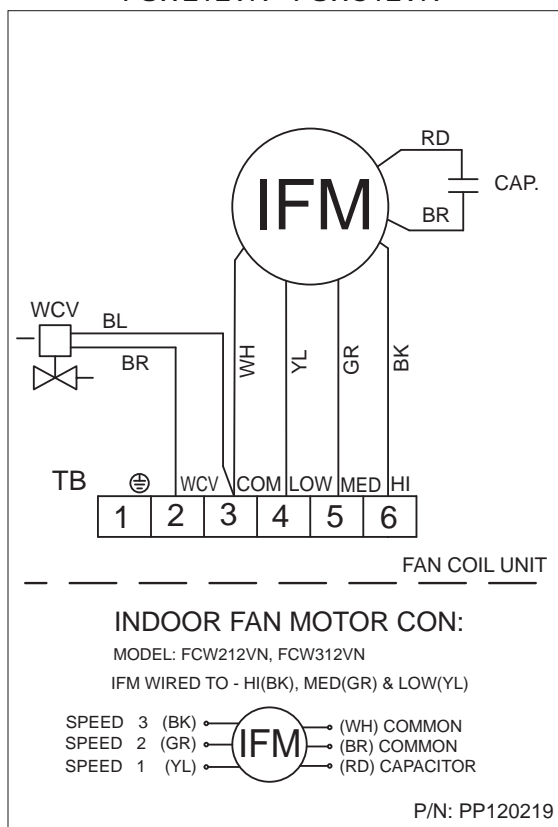 RD
IFM
CAP.
BR
WCV
BL
BR
WH
YL
GR
BK
TB
WCV COM LOW MED HI
1 2 3 4 5 6
FAN COIL UNIT
INDOOR FAN MOTOR CON:
MODEL: FCW212VN, FCW312VN
IFM WIRED TO - HI(BK), MED(GR) & LOW(YL)
SPEED 3 (BK)
SPEED 2 (GR)
SPEED 1 (YL)
IFM
(WH) COMMON
(BR) COMMON
(RD) CAPACITOR
P/N: PP120219